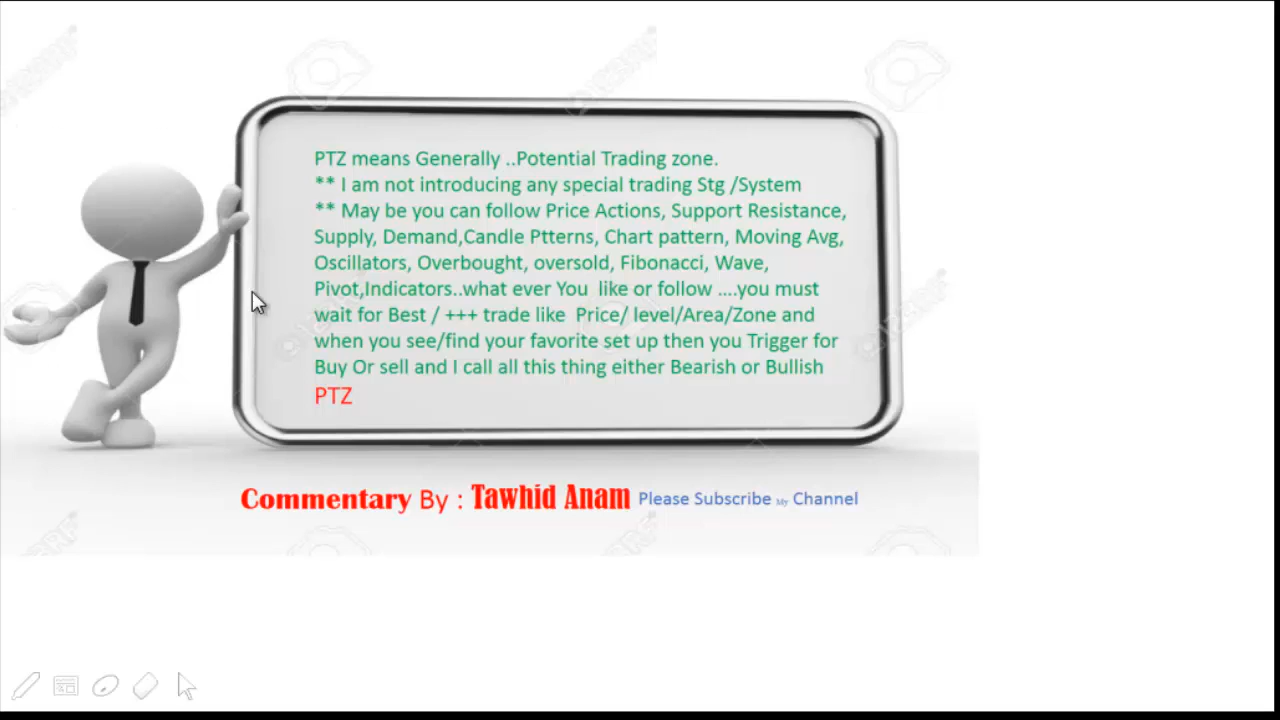 PTZ means Generally ..Potential Trading zone.
** I am not introducing any special trading Stg /System
** May be you can follow Price Actions, Support Resistance,
Supply, Demand,Candle Ptterns, Chart pattern, Moving Avg,
Oscillators, Overbought, oversold, Fibonacci, Wave,
Pivot,Indicators..what ever You like or follow ....you must
wait for Best / +++ trade like Price/ level/Area/Zone and
when you see/find your favorite set up then you Trigger for
Buy Or sell and I call all this thing either Bearish or Bullish
PTZ
Commentary By : Tawhid Anam Please Subscribe My Channel